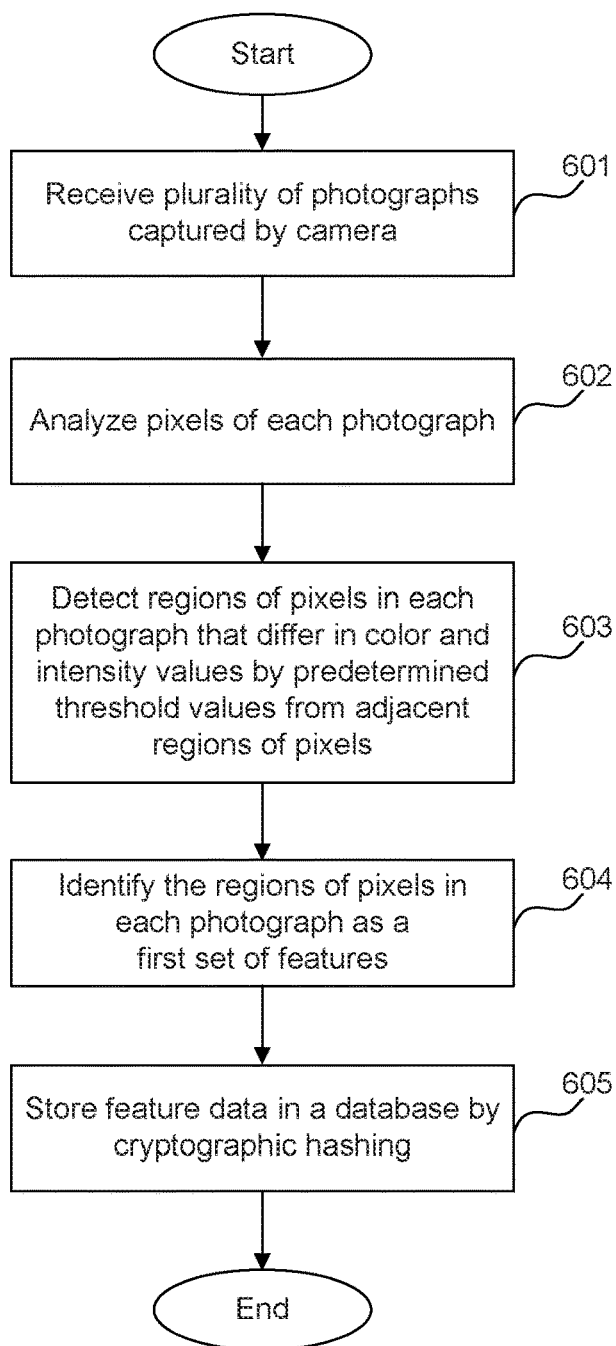 Start
601
Receive plurality of photographs
captured by camera
602
Analyze pixels of each photograph
Detect regions of pixels in each
photograph that differ in color and
intensity values by predetermined
threshold values from adjacent
regions of pixels
603
Identify the regions of pixels in
each photograph as a
first set of features
604
Store feature data in a database by
cryptographic hashing
605
End